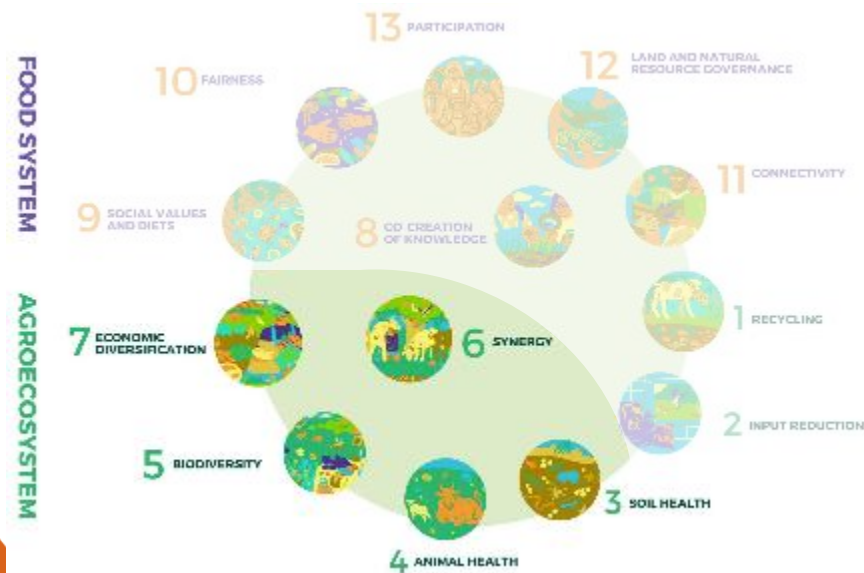 FOOD SYSTEM
AGROECOSYSTEM
13 PARTICIPATION
12 LAND AND NATURAL
RESOURCE GOVERNANCE
10 FAIRNESS
11 CONNECTIVITY
9 SOCIAL VALUES
AND DIETS
8 CO CREATION
OF KNOWLEDGE
1 RECYCLING
7 ECONOMIC
DIVERSIFICATION
6 SYNERGY
2 INPUT REDUCTION
5 BIODIVERSITY
3 SOIL HEALTH
4 ANIMAL HEALTH